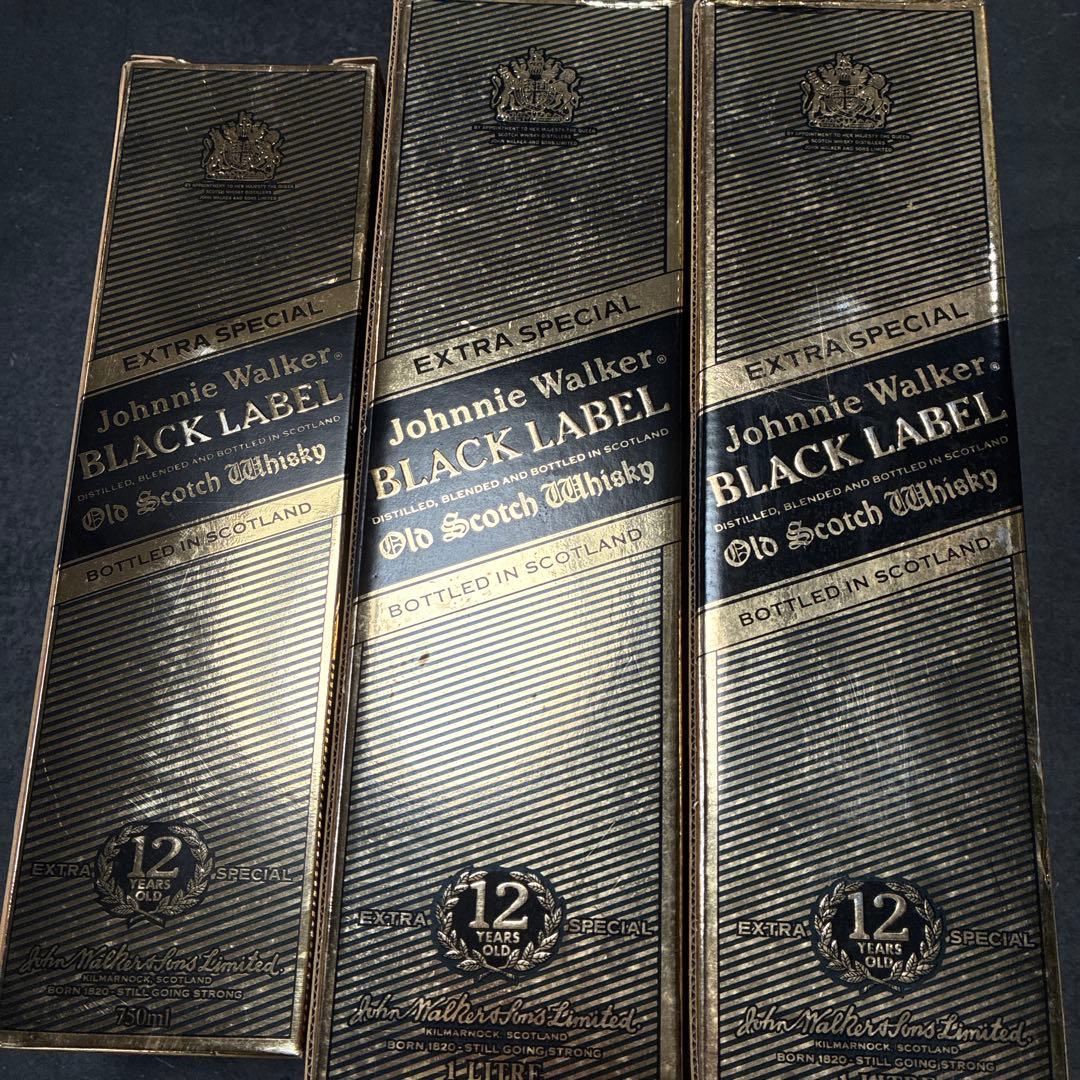 BY APPOINTMENT TO HER MAJESTY THE QUEEN
SCOTCH WHISKY DISTILLERS
JOHN WALKER AND SONS LIMITED
EXTRA SPECIAL
Johnnie Walker®
BLACK LABEL
DISTILLED, BLENDED AND BOTTLED IN SCOTLAND
Old Scotch Whisky
BOTTLED IN SCOTLAND
EXTRA 12 SPECIAL
YEARS
OLD
John Walker & Sons Limited.
KILMARNOCK, SCOTLAND
BORN 1820 - STILL GOING STRONG
750ml
BY APPOINTMENT TO HER MAJESTY THE QUEEN
SCOTCH WHISKY DISTILLERS
JOHN WALKER AND SONS LIMITED
EXTRA SPECIAL
Johnnie Walker®
BLACK LABEL
DISTILLED, BLENDED AND BOTTLED IN SCOTLAND
Old Scotch Whisky
BOTTLED IN SCOTLAND
EXTRA 12 SPECIAL
YEARS
OLD
John Walker & Sons Limited.
KILMARNOCK, SCOTLAND
BORN 1820 - STILL GOING STRONG
1 LITRE
BY APPOINTMENT TO HER MAJESTY THE QUEEN
SCOTCH WHISKY DISTILLERS
JOHN WALKER AND SONS LIMITED
EXTRA SPECIAL
Johnnie Walker®
BLACK LABEL
DISTILLED, BLENDED AND BOTTLED IN SCOTLAND
Old Scotch Whisky
BOTTLED IN SCOTLAND
EXTRA 12 SPECIAL
YEARS
OLD
John Walker & Sons Limited.
KILMARNOCK, SCOTLAND
BORN 1820 - STILL GOING STRONG